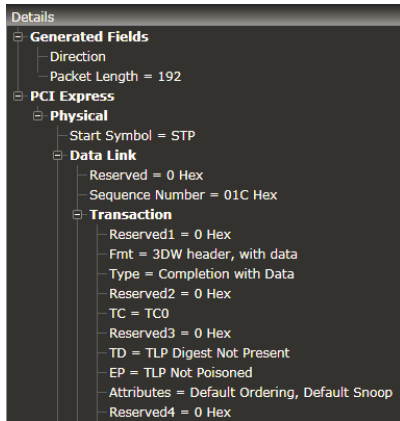 Details
Generated Fields
Direction
Packet Length = 192
PCI Express
Physical
Start Symbol = STP
Data Link
Reserved = 0 Hex
Sequence Number = 01C Hex
Transaction
Reserved1 = 0 Hex
Fmt = 3DW header, with data
Type = Completion with Data
Reserved2 = 0 Hex
TC = TC0
Reserved3 = 0 Hex
TD = TLP Digest Not Present
EP = TLP Not Poisoned
Attributes = Default Ordering, Default Snoop
Reserved4 = 0 Hex